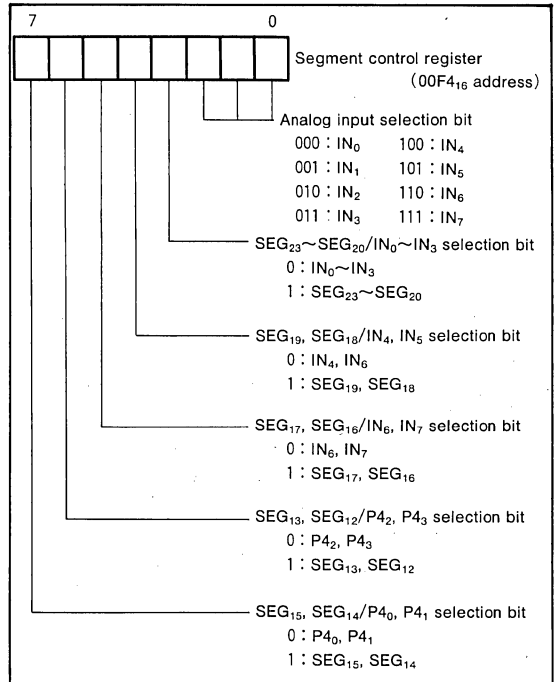 7 0
Segment control register
(00F4₁₆ address)
Analog input selection bit
000 : IN₀ 100 : IN₄
001 : IN₁ 101 : IN₅
010 : IN₂ 110 : IN₆
011 : IN₃ 111 : IN₇
SEG₂₃~SEG₂₀/IN₀~IN₃ selection bit
0 : IN₀~IN₃
1 : SEG₂₃~SEG₂₀
SEG₁₉, SEG₁₈/IN₄, IN₅ selection bit
0 : IN₄, IN₆
1 : SEG₁₉, SEG₁₈
SEG₁₇, SEG₁₆/IN₆, IN₇ selection bit
0 : IN₆, IN₇
1 : SEG₁₇, SEG₁₆
SEG₁₃, SEG₁₂/P4₂, P4₃ selection bit
0 : P4₂, P4₃
1 : SEG₁₃, SEG₁₂
SEG₁₅, SEG₁₄/P4₀, P4₁ selection bit
0 : P4₀, P4₁
1 : SEG₁₅, SEG₁₄